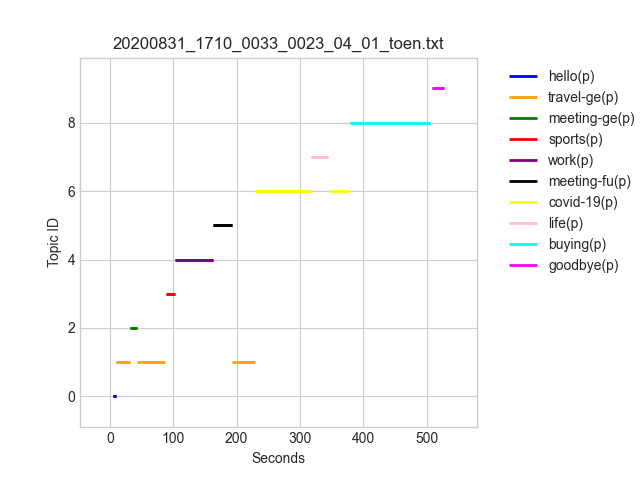 20200831_1710_0033_0023_04_01_toen.txt
hello(p)
travel-ge(p)
meeting-ge(p)
sports(p)
work(p)
meeting-fu(p)
covid-19(p)
life(p)
buying(p)
goodbye(p)
Topic ID
8
6
4
2
0
0 100 200 300 400 500
Seconds